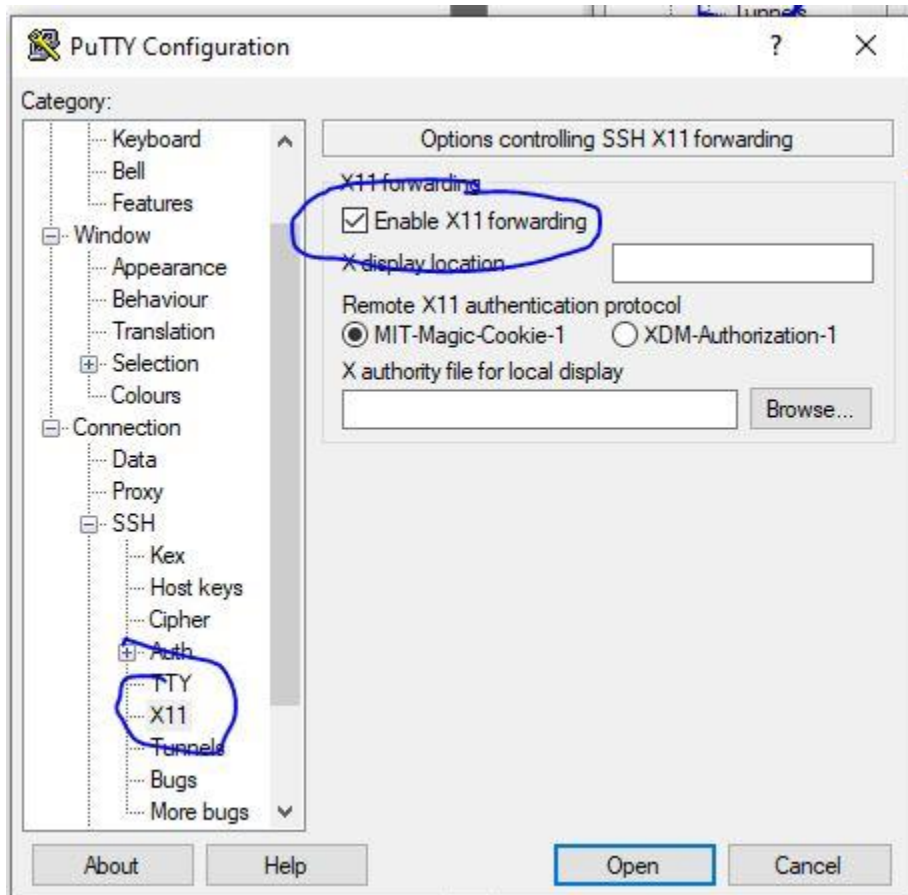 Tunnels
PuTTY Configuration
?
Category:
Keyboard
Bell
Features
Window
Appearance
Behaviour
Translation
Selection
Colours
Connection
Data
Proxy
SSH
Kex
Host keys
Cipher
Auth
TTY
X11
Tunnels
Bugs
More bugs
Options controlling SSH X11 forwarding
X11 forwarding
Enable X11 forwarding
X display location
Remote X11 authentication protocol
MIT-Magic-Cookie-1 XDM-Authorization-1
X authority file for local display
Browse...
About Help Open Cancel